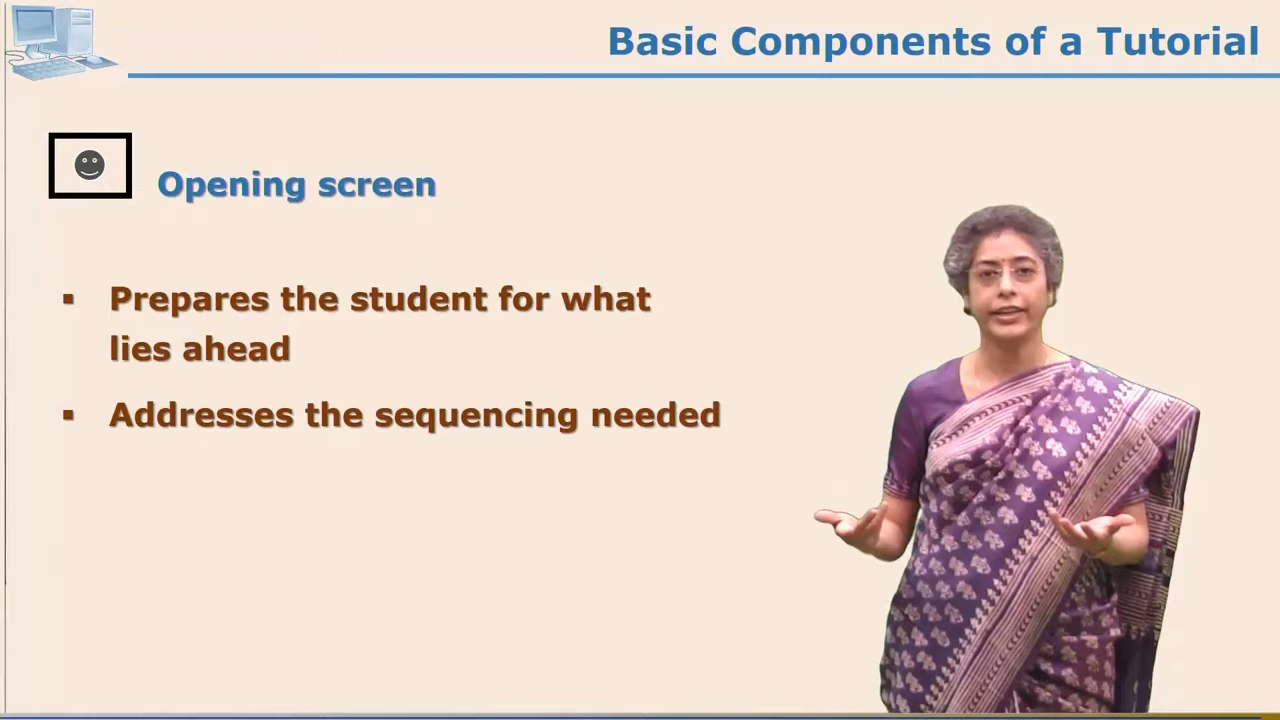 Basic Components of a Tutorial
Opening screen
▪ Prepares the student for what
lies ahead
▪ Addresses the sequencing needed